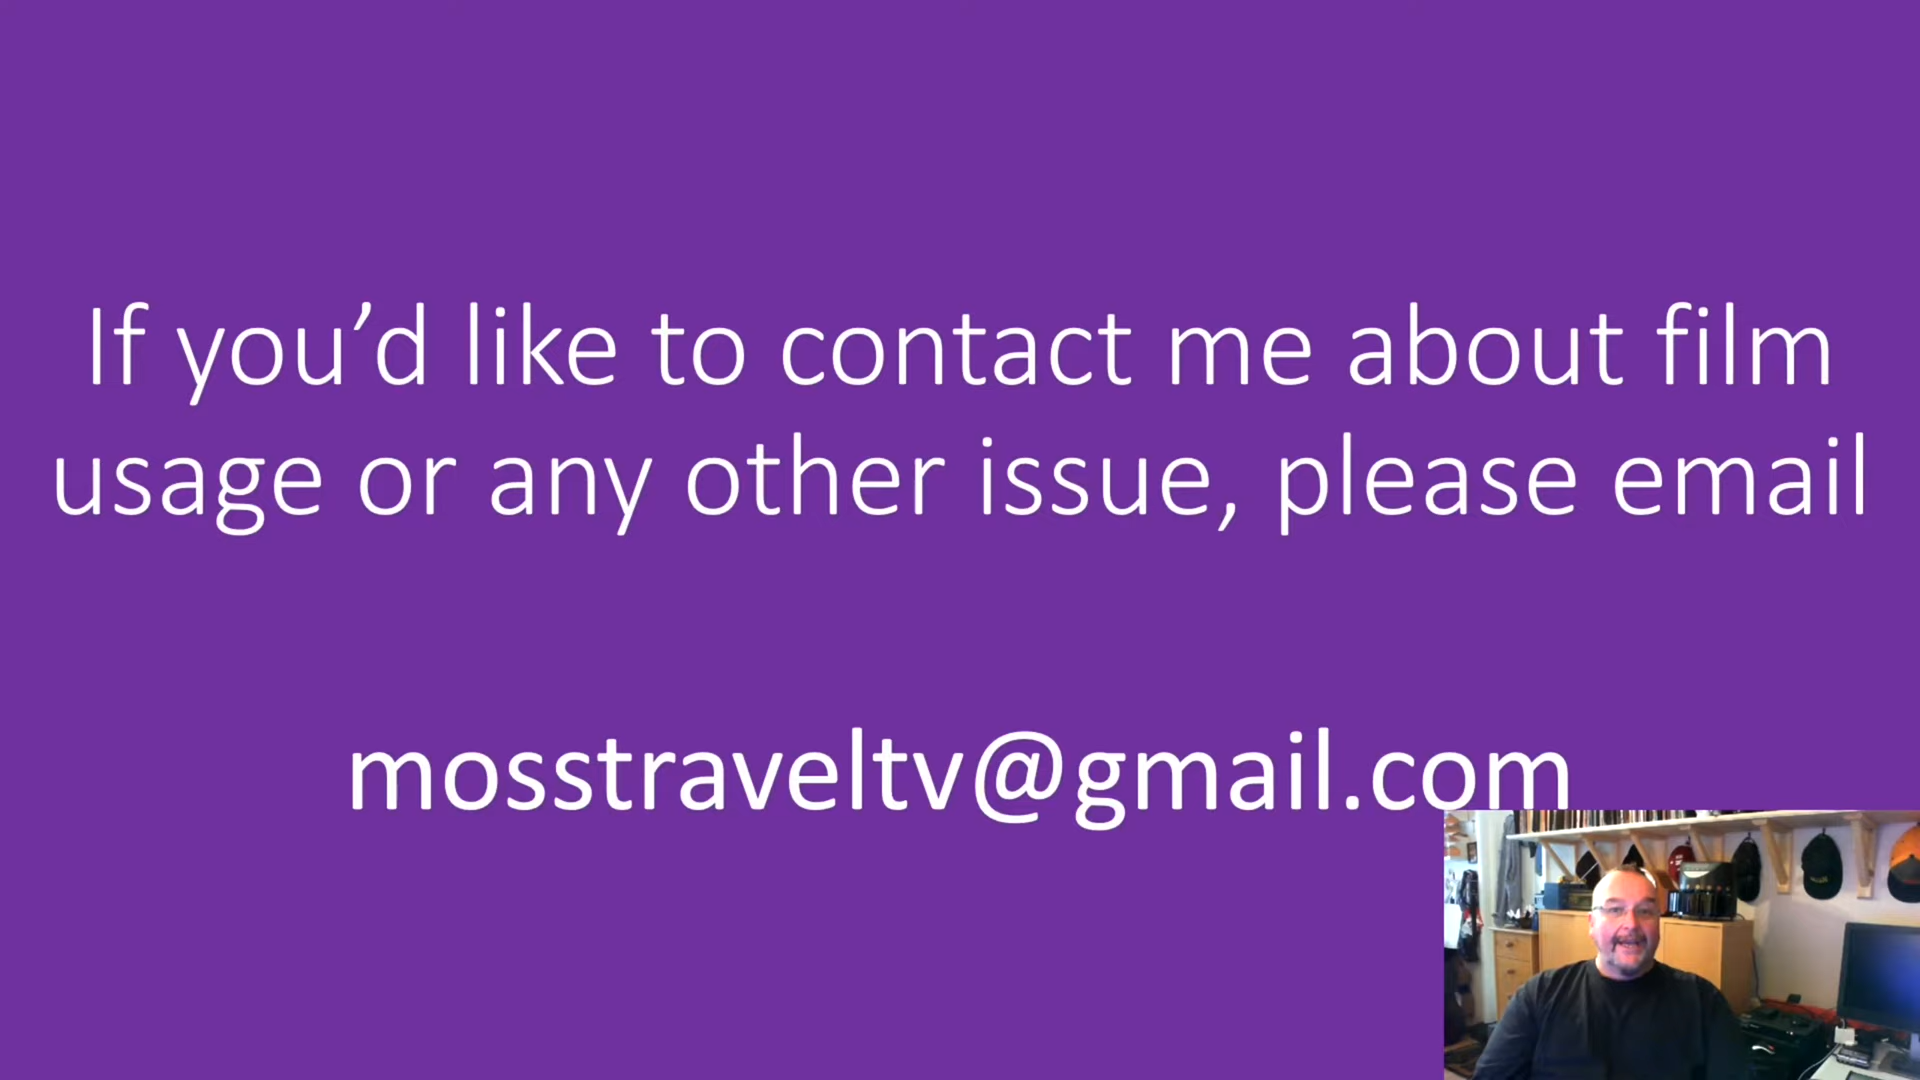 If you’d like to contact me about film
usage or any other issue, please email
mosstraveltv@gmail.com